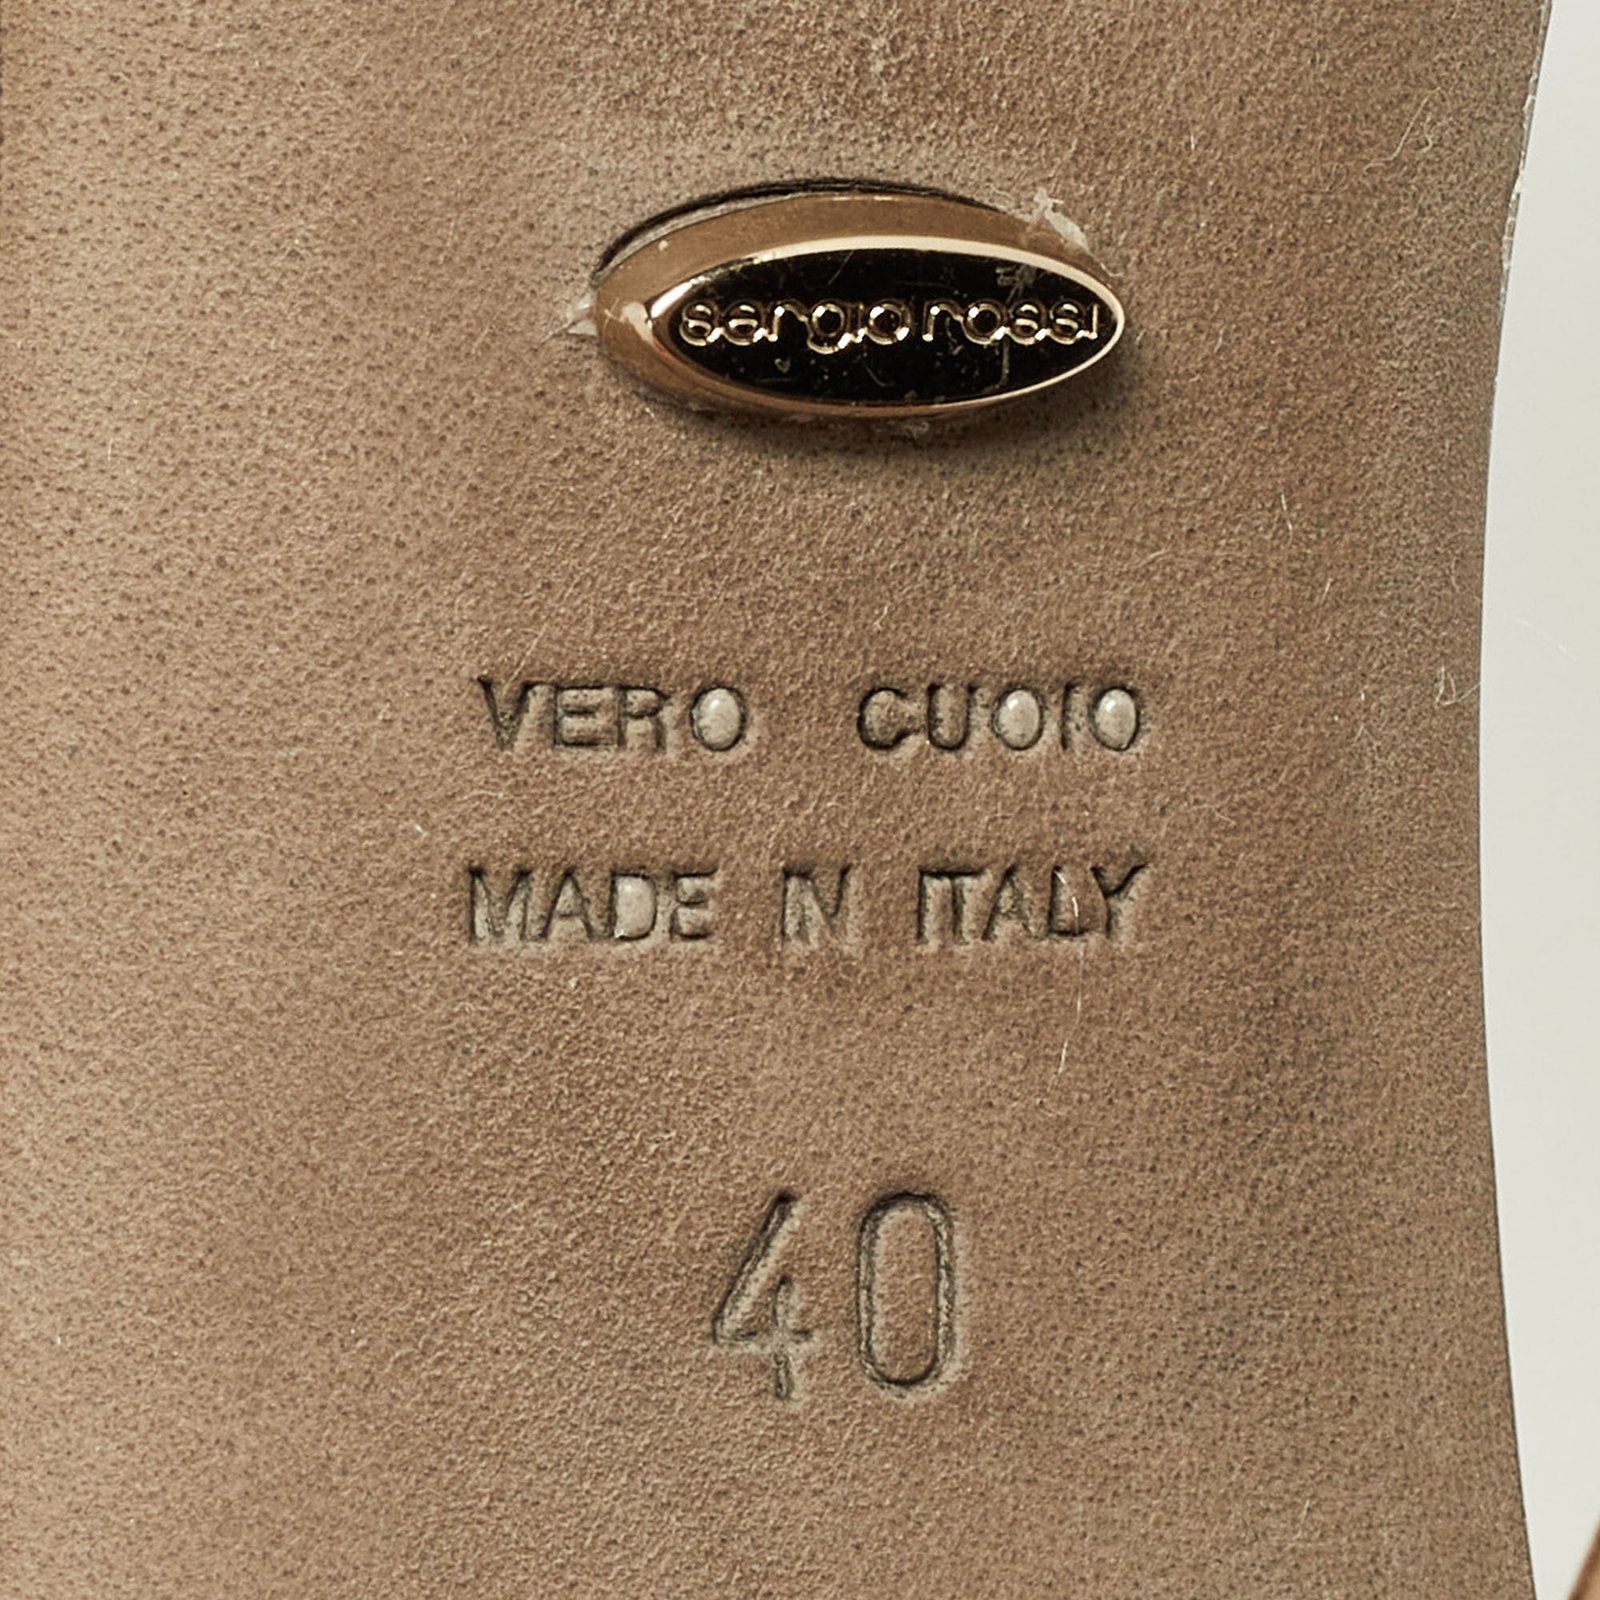 sergio rossi
VERO CUOIO
MADE IN ITALY
40